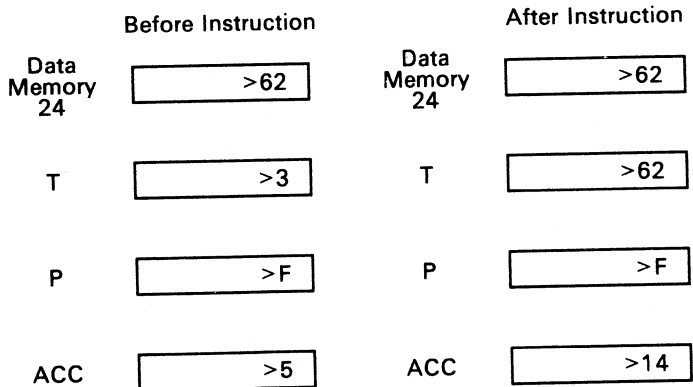 Before Instruction
After Instruction
Data
Memory
24
>62
Data
Memory
24
>62
T
>3
T
>62
P
>F
P
>F
ACC
>5
ACC
>14